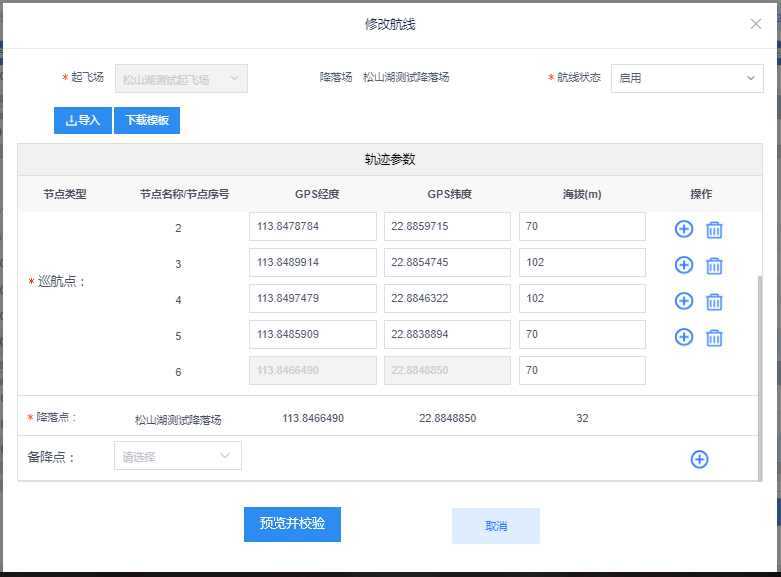 修改航线
* 起飞场 松山湖测试起飞场 降落场 松山湖测试降落场 * 航线状态 启用
导入 下载模板
轨迹参数
节点类型 节点名称/节点序号 GPS经度 GPS纬度 海拔(m) 操作
2 113.8478784 22.8859715 70
3 113.8489914 22.8854745 102
* 巡航点：
4 113.8497479 22.8846322 102
5 113.8485909 22.8838894 70
6 113.8466490 22.8848850 70
* 降落点： 松山湖测试降落场 113.8466490 22.8848850 32
备降点： 请选择
预览并校验 取消